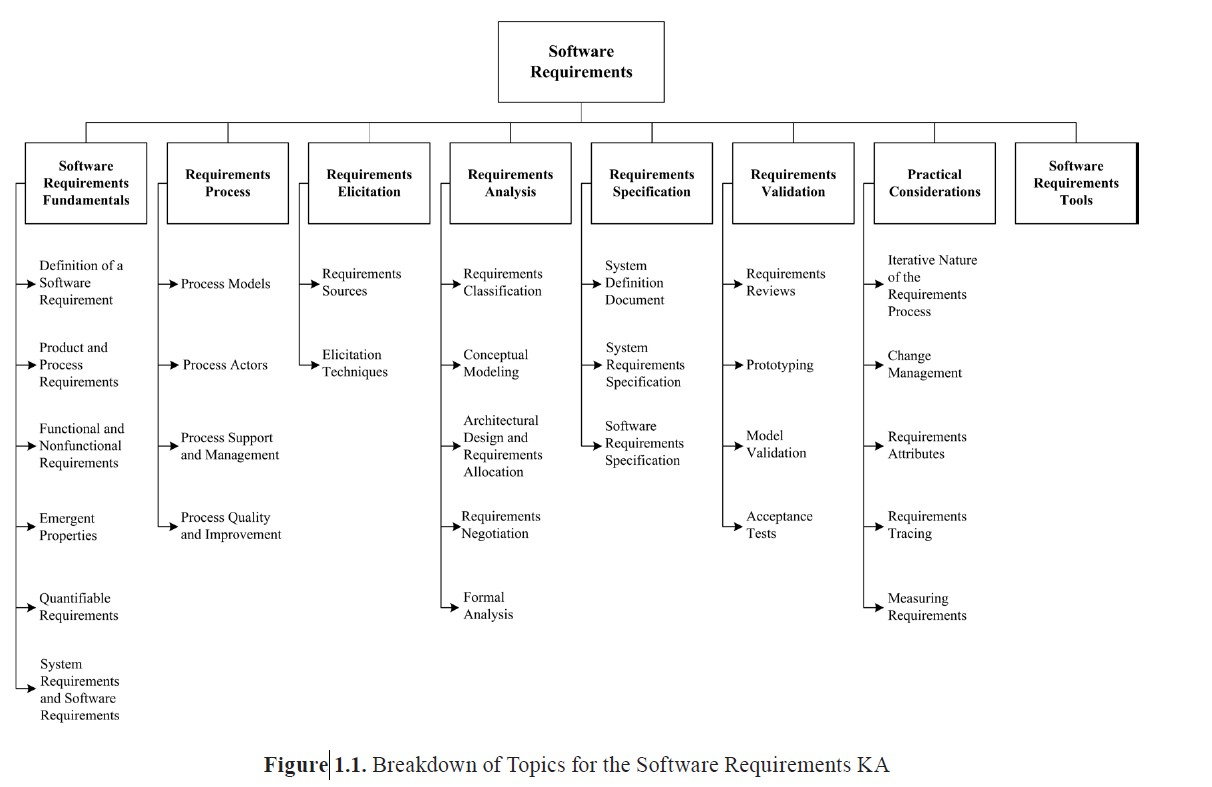 Software
Requirements
Software
Requirements
Fundamentals
Requirements
Process
Requirements
Elicitation
Requirements
Analysis
Requirements
Specification
Requirements
Validation
Practical
Considerations
Software
Requirements
Tools
Definition of a
Software
Requirement
Product and
Process
Requirements
Functional and
Nonfunctional
Requirements
Emergent
Properties
Quantifiable
Requirements
System
Requirements
and Software
Requirements
Process Models
Process Actors
Process Support
and Management
Process Quality
and Improvement
Requirements
Sources
Elicitation
Techniques
Requirements
Classification
Conceptual
Modeling
Architectural
Design and
Requirements
Allocation
Requirements
Negotiation
Formal
Analysis
System
Definition
Document
System
Requirements
Specification
Software
Requirements
Specification
Requirements
Reviews
Prototyping
Model
Validation
Acceptance
Tests
Iterative Nature
of the
Requirements
Process
Change
Management
Requirements
Attributes
Requirements
Tracing
Measuring
Requirements
Figure 1.1. Breakdown of Topics for the Software Requirements KA